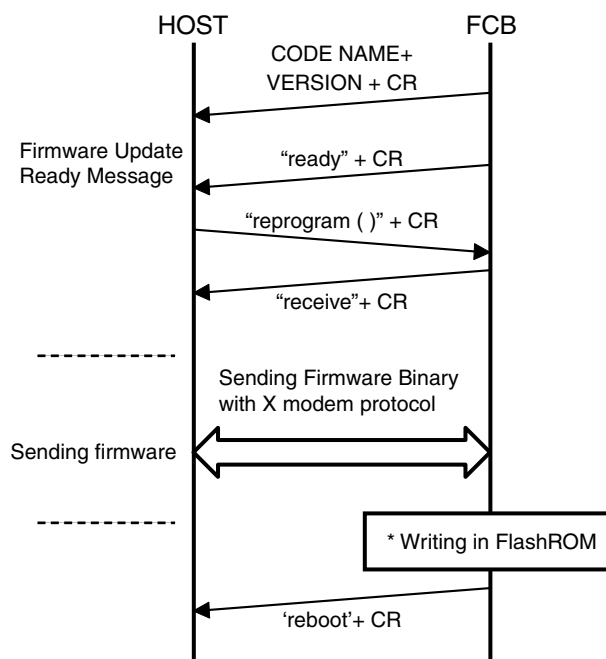 HOST
FCB
CODE NAME+
VERSION + CR
Firmware Update
Ready Message
“ready” + CR
“reprogram ( )” + CR
“receive”+ CR
Sending Firmware Binary
with X modem protocol
Sending firmware
* Writing in FlashROM
‘reboot’+ CR